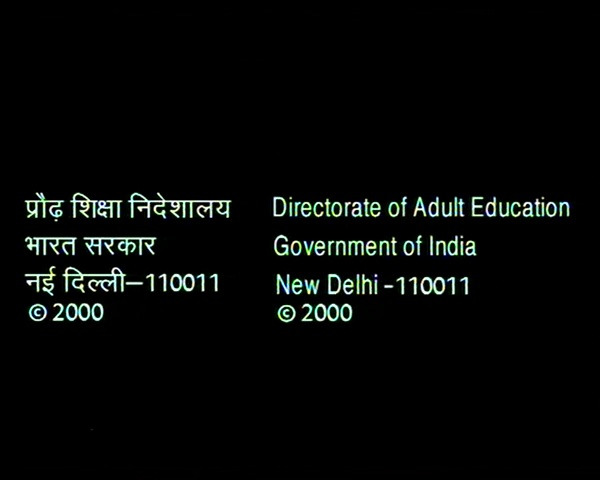 प्रौढ़ शिक्षा निदेशालय
भारत सरकार
नई दिल्ली–110011
© 2000
Directorate of Adult Education
Government of India
New Delhi -110011
© 2000